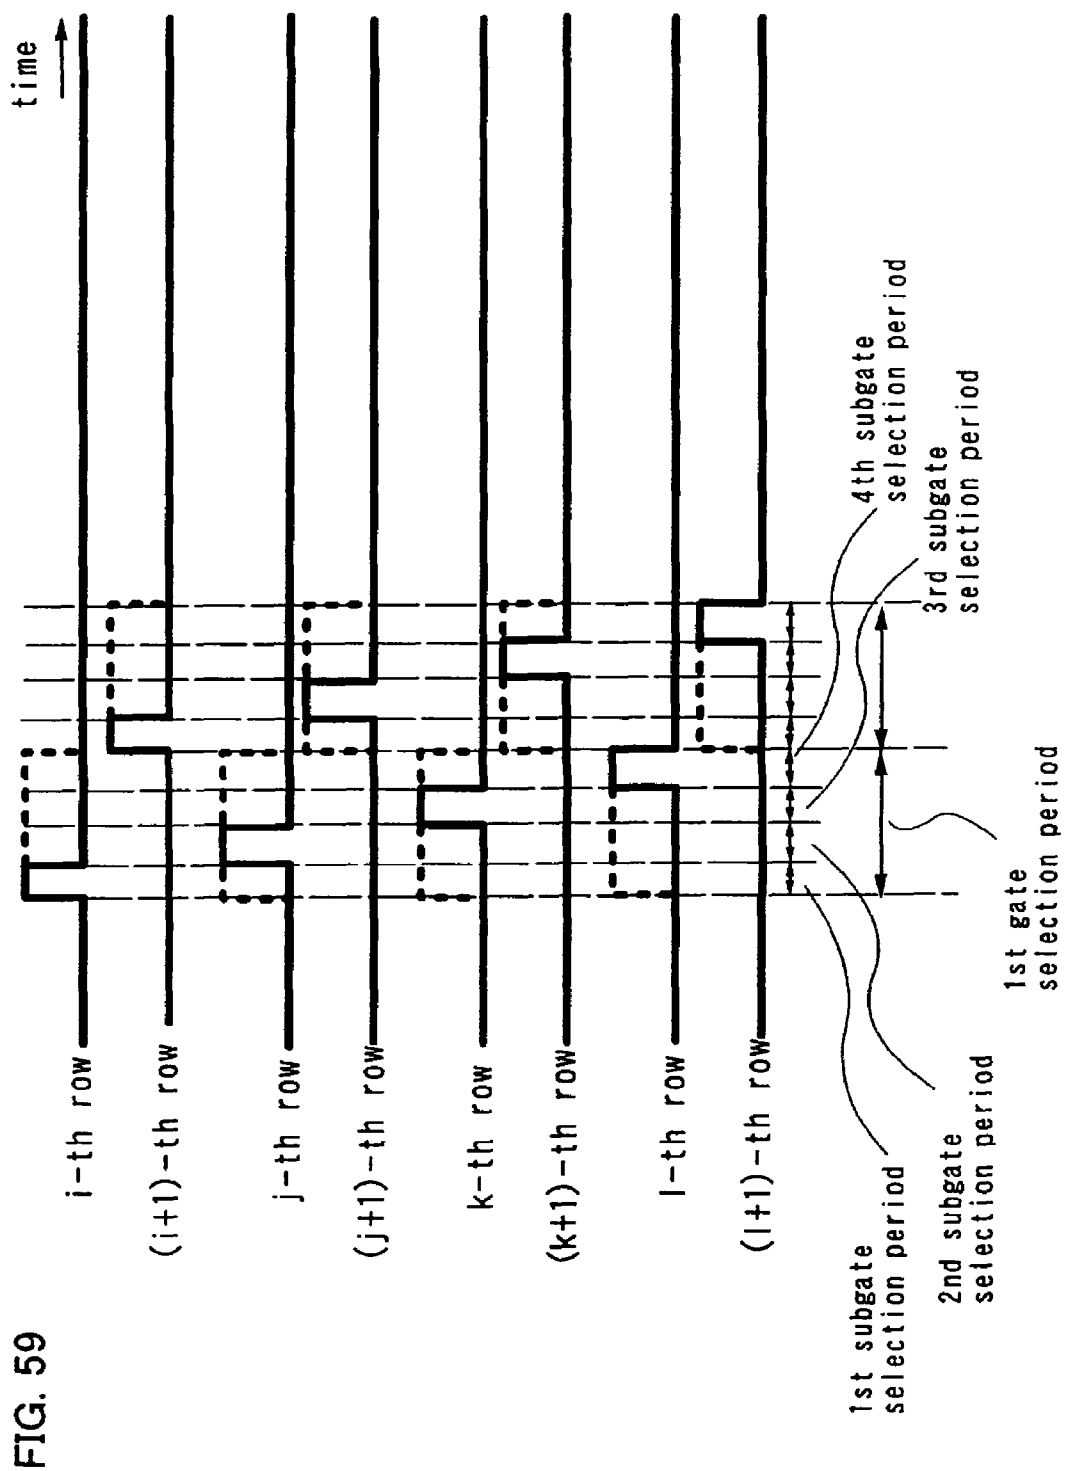 FIG. 59
time
i-th row
(i+1)-th row
j-th row
(j+1)-th row
k-th row
(k+1)-th row
l-th row
(l+1)-th row
1st subgate
selection period
2nd subgate
selection period
1st gate
selection period
3rd subgate
selection period
4th subgate
selection period